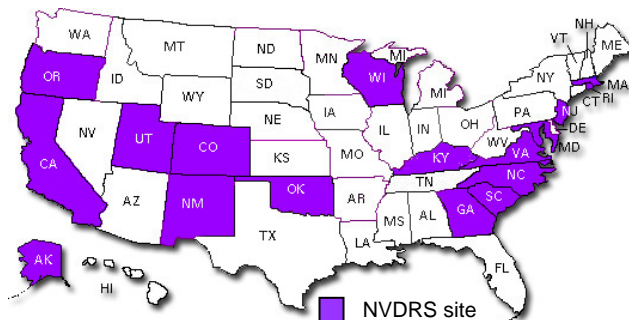 WA
MT
ND
MN
MI
VT
NH
ME
OR
ID
SD
WI
NY
MA
WY
MI
CT
RI
NV
NE
IA
PA
NJ
UT
CO
IL
IN
OH
DE
CA
KS
MO
WV
VA
MD
KY
NC
AZ
NM
OK
AR
TN
SC
MS
AL
GA
TX
LA
AK
FL
HI
NVDRS site